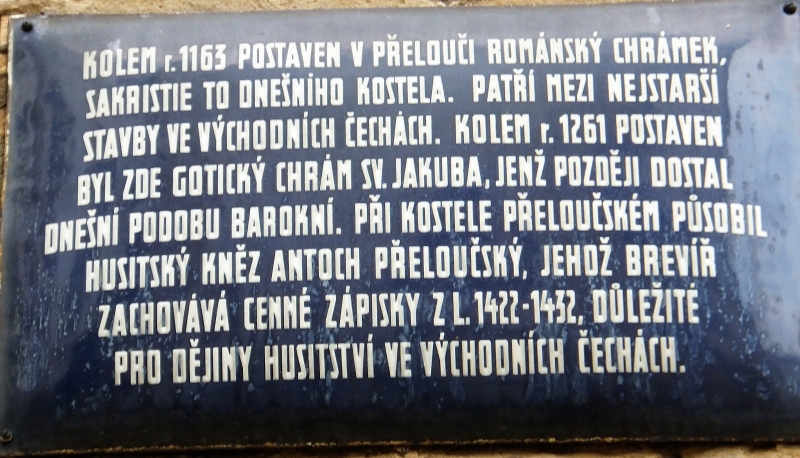 KOLEM r. 1163 POSTAVEN V PŘELOUČI ROMÁNSKÝ CHRÁMEK,
SAKRISTIE TO DNEŠNÍHO KOSTELA. PATŘÍ MEZI NEJSTARŠÍ
STAVBY VE VÝCHODNÍCH ČECHÁCH. KOLEM r. 1261 POSTAVEN
BYL ZDE GOTICKÝ CHRÁM SV. JAKUBA, JENŽ POZDĚJI DOSTAL
DNEŠNÍ PODOBU BAROKNÍ. PŘI KOSTELE PŘELOUČSKÉM PŮSOBIL
HUSITSKÝ KNĚZ ANTOCH PŘELOUČSKÝ, JEHOŽ BREVÍŘ
ZACHOVÁVÁ CENNÉ ZÁPISKY Z L. 1422-1432, DŮLEŽITÉ
PRO DĚJINY HUSITSTVÍ VE VÝCHODNÍCH ČECHÁCH.